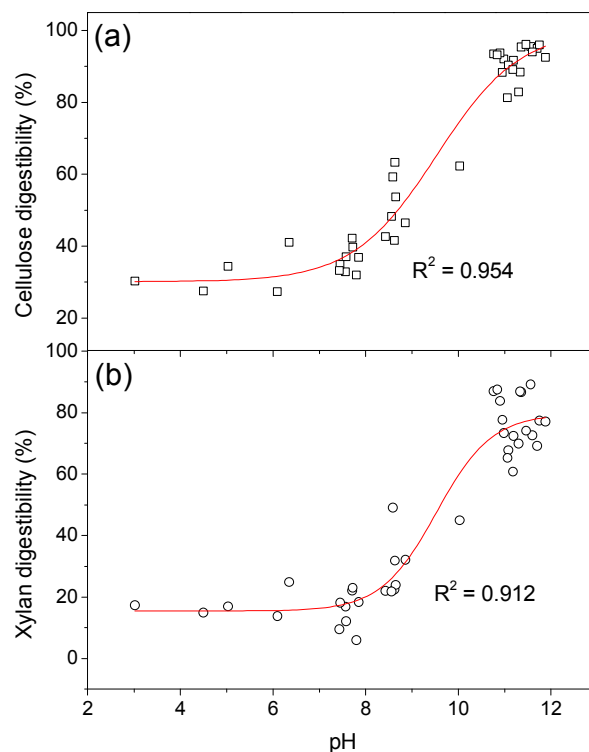 (a)
100
80
60
40
20
Cellulose digestibility (%)
R² = 0.954
(b)
100
80
60
40
20
0
Xylan digestibility (%)
R² = 0.912
2 4 6 8 10 12
pH